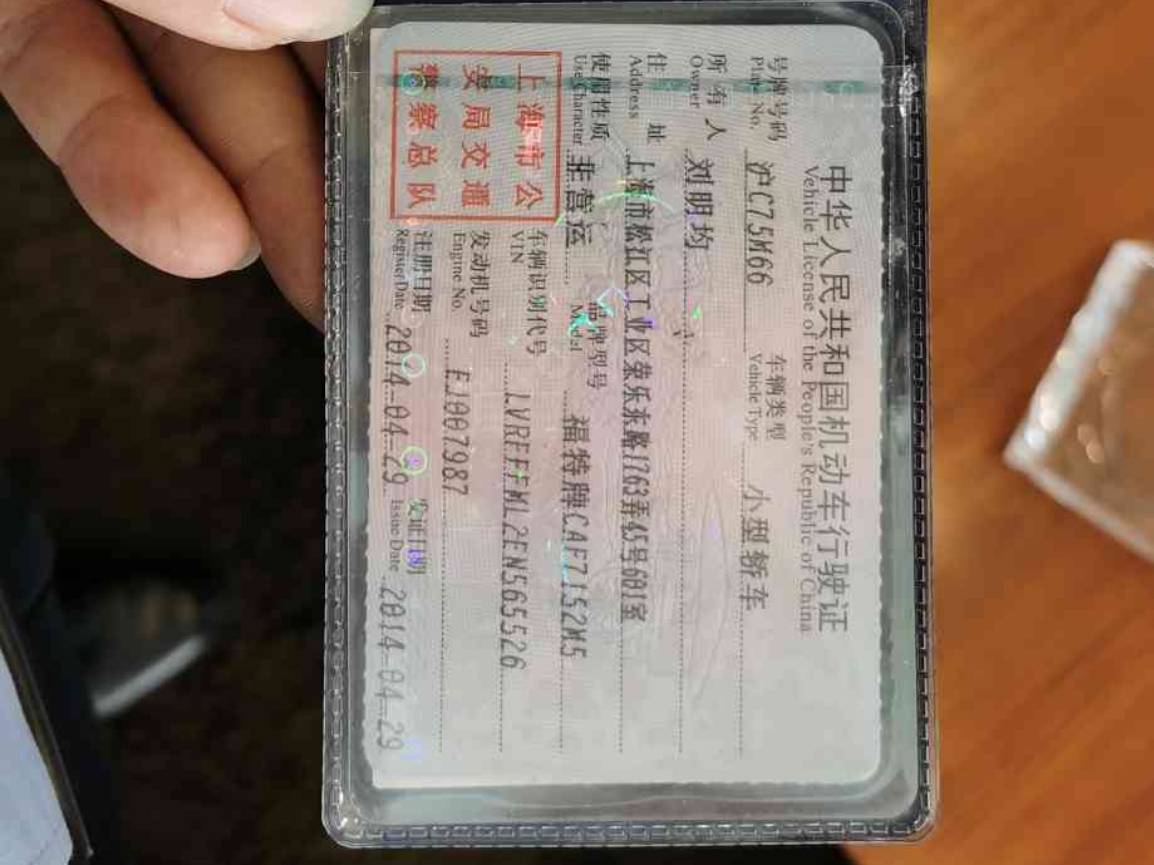 中华人民共和国机动车行驶证
Vehicle License of the People's Republic of China
号牌号码 沪C75M66 车辆类型 小型轿车
Plate No. Vehicle Type
所有人 刘明均
Owner
住址 上海市松江区工业区荣乐东路1763弄45号601室
Address
使用性质 非营运 品牌型号 福特牌CAF7152M5
Use Character Model
车辆识别代号 LVRFFFML2EN565526
VIN
发动机号码 EJ007987
Engine No.
注册日期 2014-04-29 发证日期 2014-04-29
Register Date Issue Date
上海市公
安局交通
警察总队